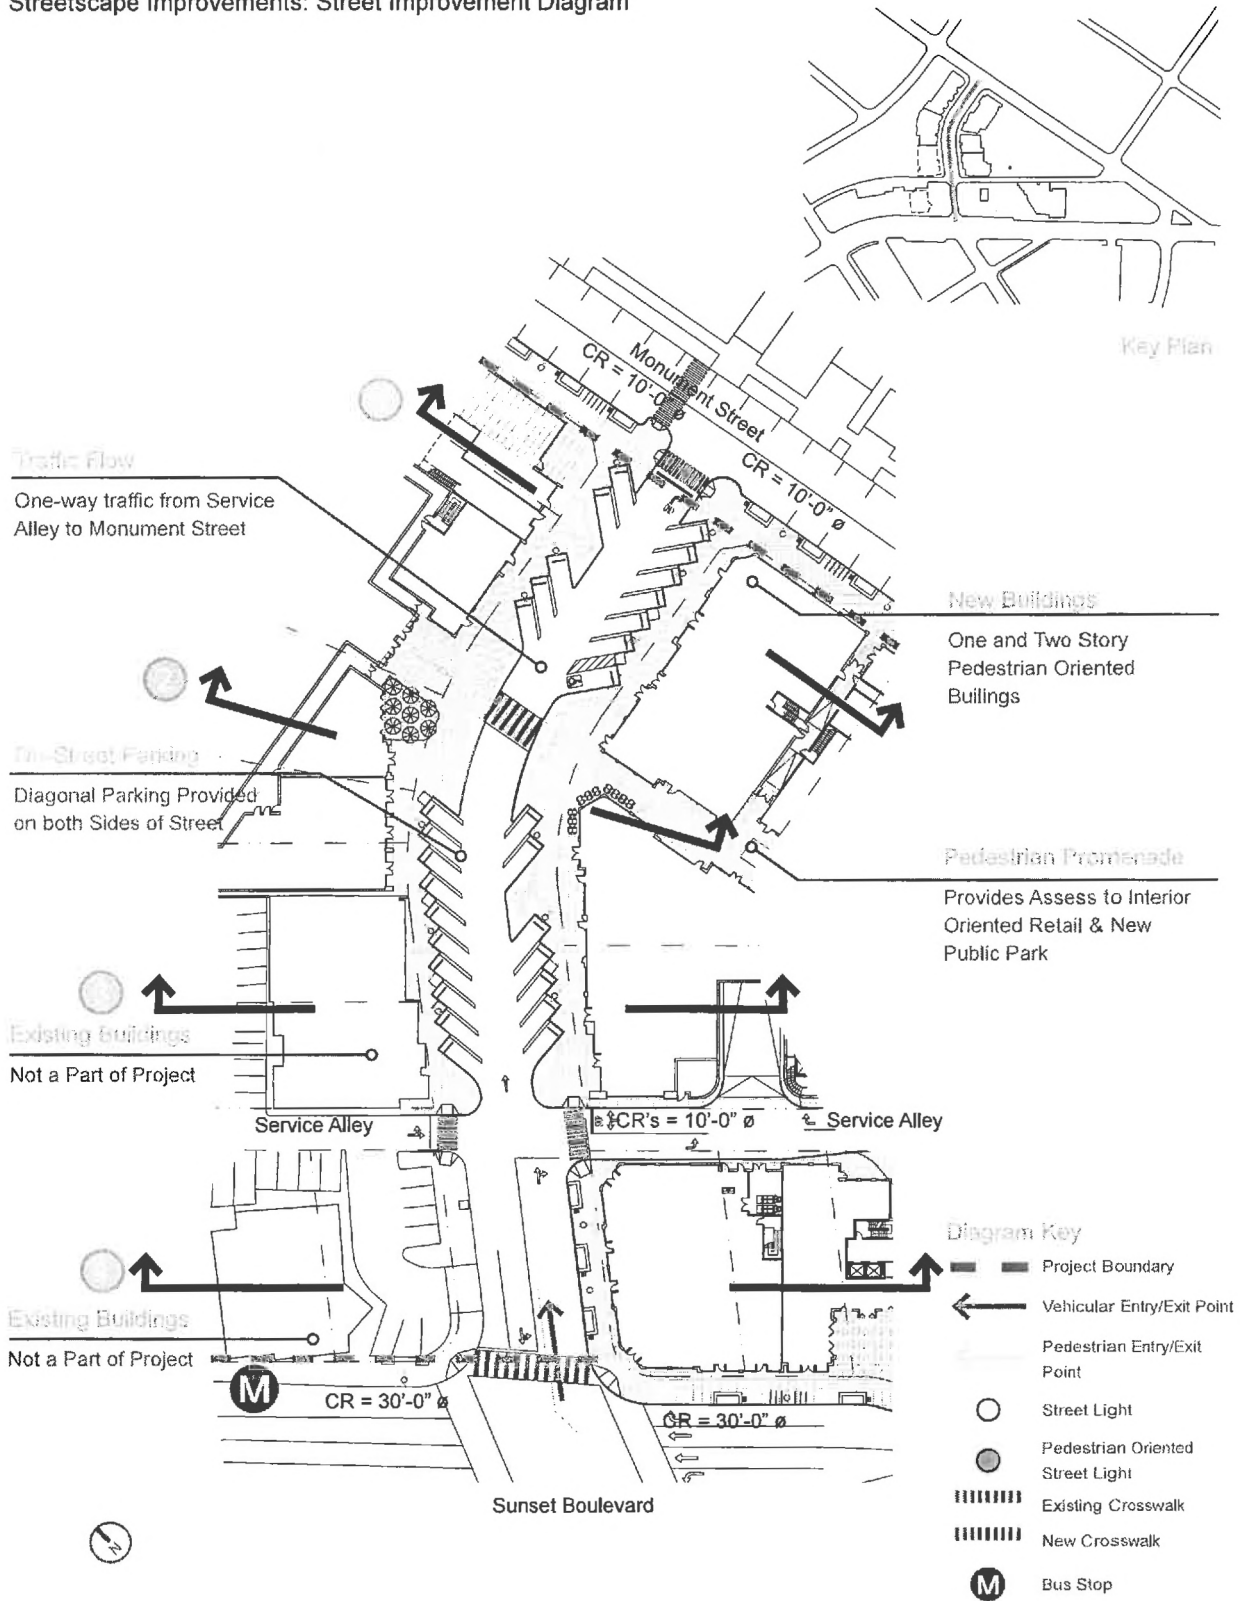 Streetscape Improvements: Street Improvement Diagram
Key Plan
Monument Street
CR = 10'-0" ø
CR = 10'-0" ø
Traffic Flow
One-way traffic from Service
Alley to Monument Street
New Buildings
One and Two Story
Pedestrian Oriented
Builings
On-Street Parking
Diagonal Parking Provided
on both Sides of Street
Pedestrian Promenade
Provides Assess to Interior
Oriented Retail & New
Public Park
Existing Buildings
Not a Part of Project
Service Alley
CR's = 10'-0" ø
Service Alley
Existing Buildings
Not a Part of Project
M
CR = 30'-0" ø
CR = 30'-0" ø
Sunset Boulevard
N
Diagram Key
Project Boundary
Vehicular Entry/Exit Point
Pedestrian Entry/Exit
Point
Street Light
Pedestrian Oriented
Street Light
Existing Crosswalk
New Crosswalk
M
Bus Stop